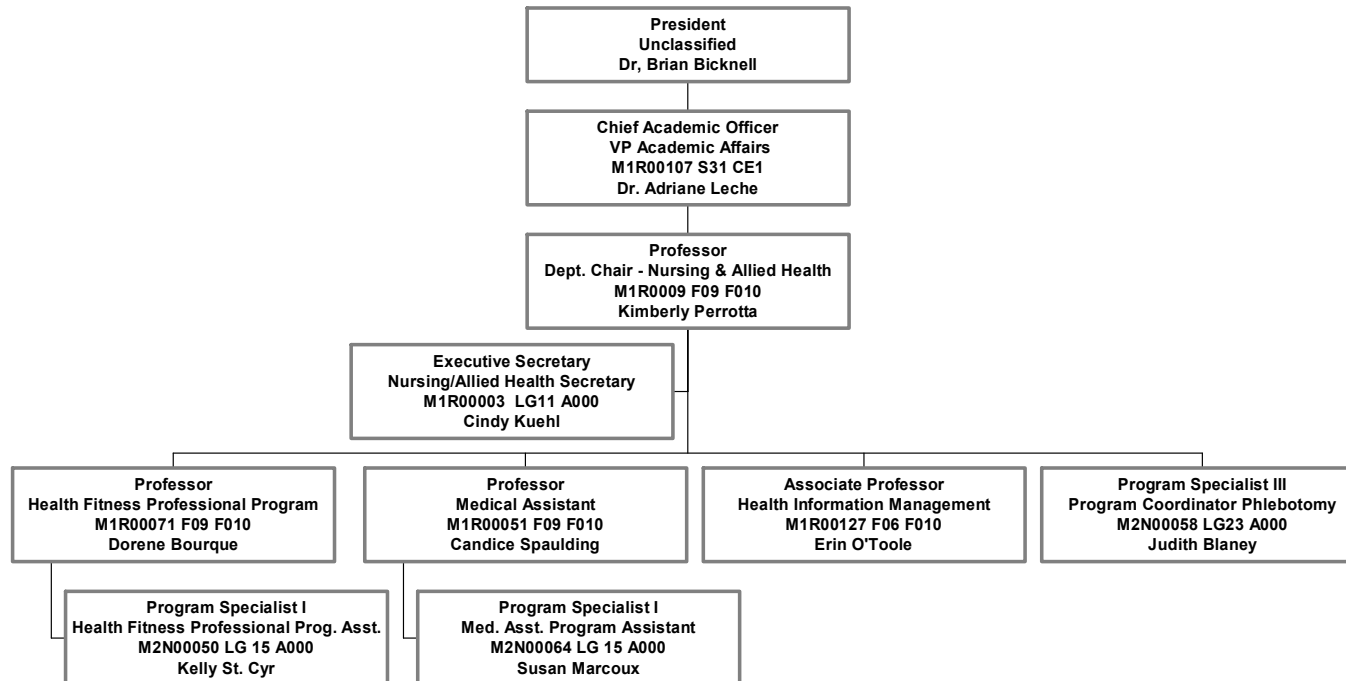 President
Unclassified
Dr, Brian Bicknell
Chief Academic Officer
VP Academic Affairs
M1R00107 S31 CE1
Dr. Adriane Leche
Professor
Dept. Chair - Nursing & Allied Health
M1R0009 F09 F010
Kimberly Perrotta
Executive Secretary
Nursing/Allied Health Secretary
M1R00003  LG11 A000
Cindy Kuehl
Professor
Health Fitness Professional Program
M1R00071 F09 F010
Dorene Bourque
Professor
Medical Assistant
M1R00051 F09 F010
Candice Spaulding
Associate Professor
Health Information Management
M1R00127 F06 F010
Erin O'Toole
Program Specialist III
Program Coordinator Phlebotomy
M2N00058 LG23 A000
Judith Blaney
Program Specialist I
Health Fitness Professional Prog. Asst.
M2N00050 LG 15 A000
Kelly St. Cyr
Program Specialist I
Med. Asst. Program Assistant
M2N00064 LG 15 A000
Susan Marcoux